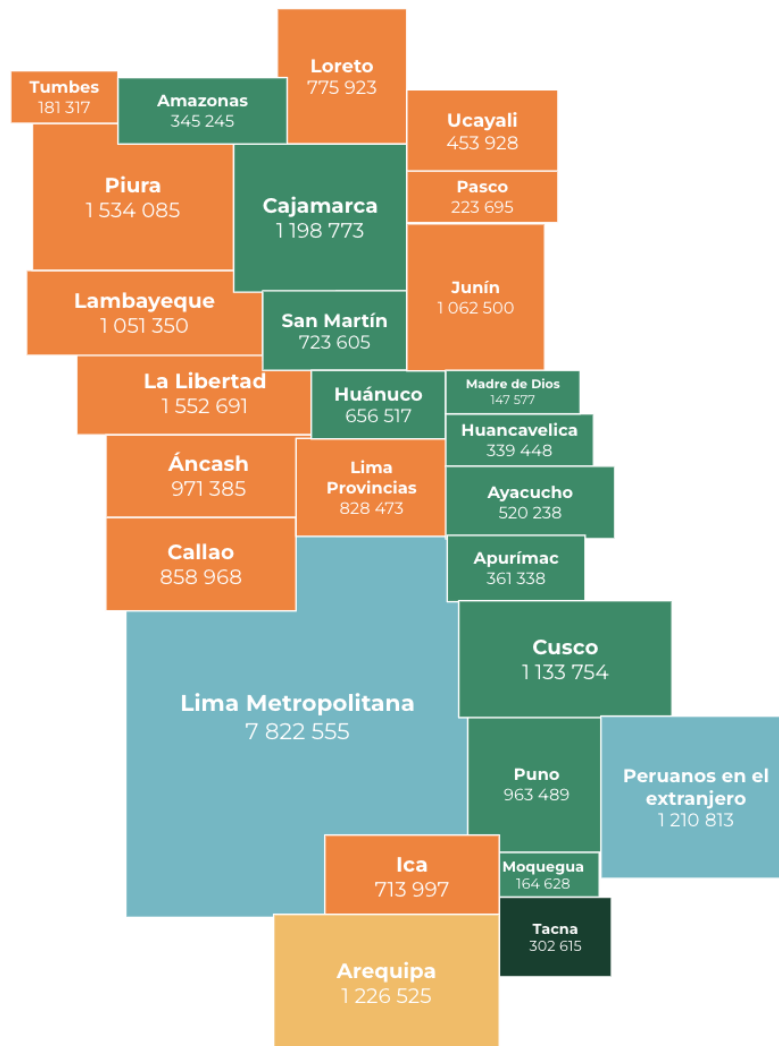 Loreto
775 923
Tumbes
181 317
Amazonas
345 245
Ucayali
453 928
Piura
1 534 085
Cajamarca
1 198 773
Pasco
223 695
Lambayeque
1 051 350
San Martín
723 605
Junín
1 062 500
La Libertad
1 552 691
Huánuco
656 517
Madre de Dios
147 577
Huancavelica
339 448
Áncash
971 385
Lima
Provincias
828 473
Ayacucho
520 238
Callao
858 968
Apurímac
361 338
Cusco
1 133 754
Lima Metropolitana
7 822 555
Puno
963 489
Peruanos en el
extranjero
1 210 813
Ica
713 997
Moquegua
164 628
Tacna
302 615
Arequipa
1 226 525